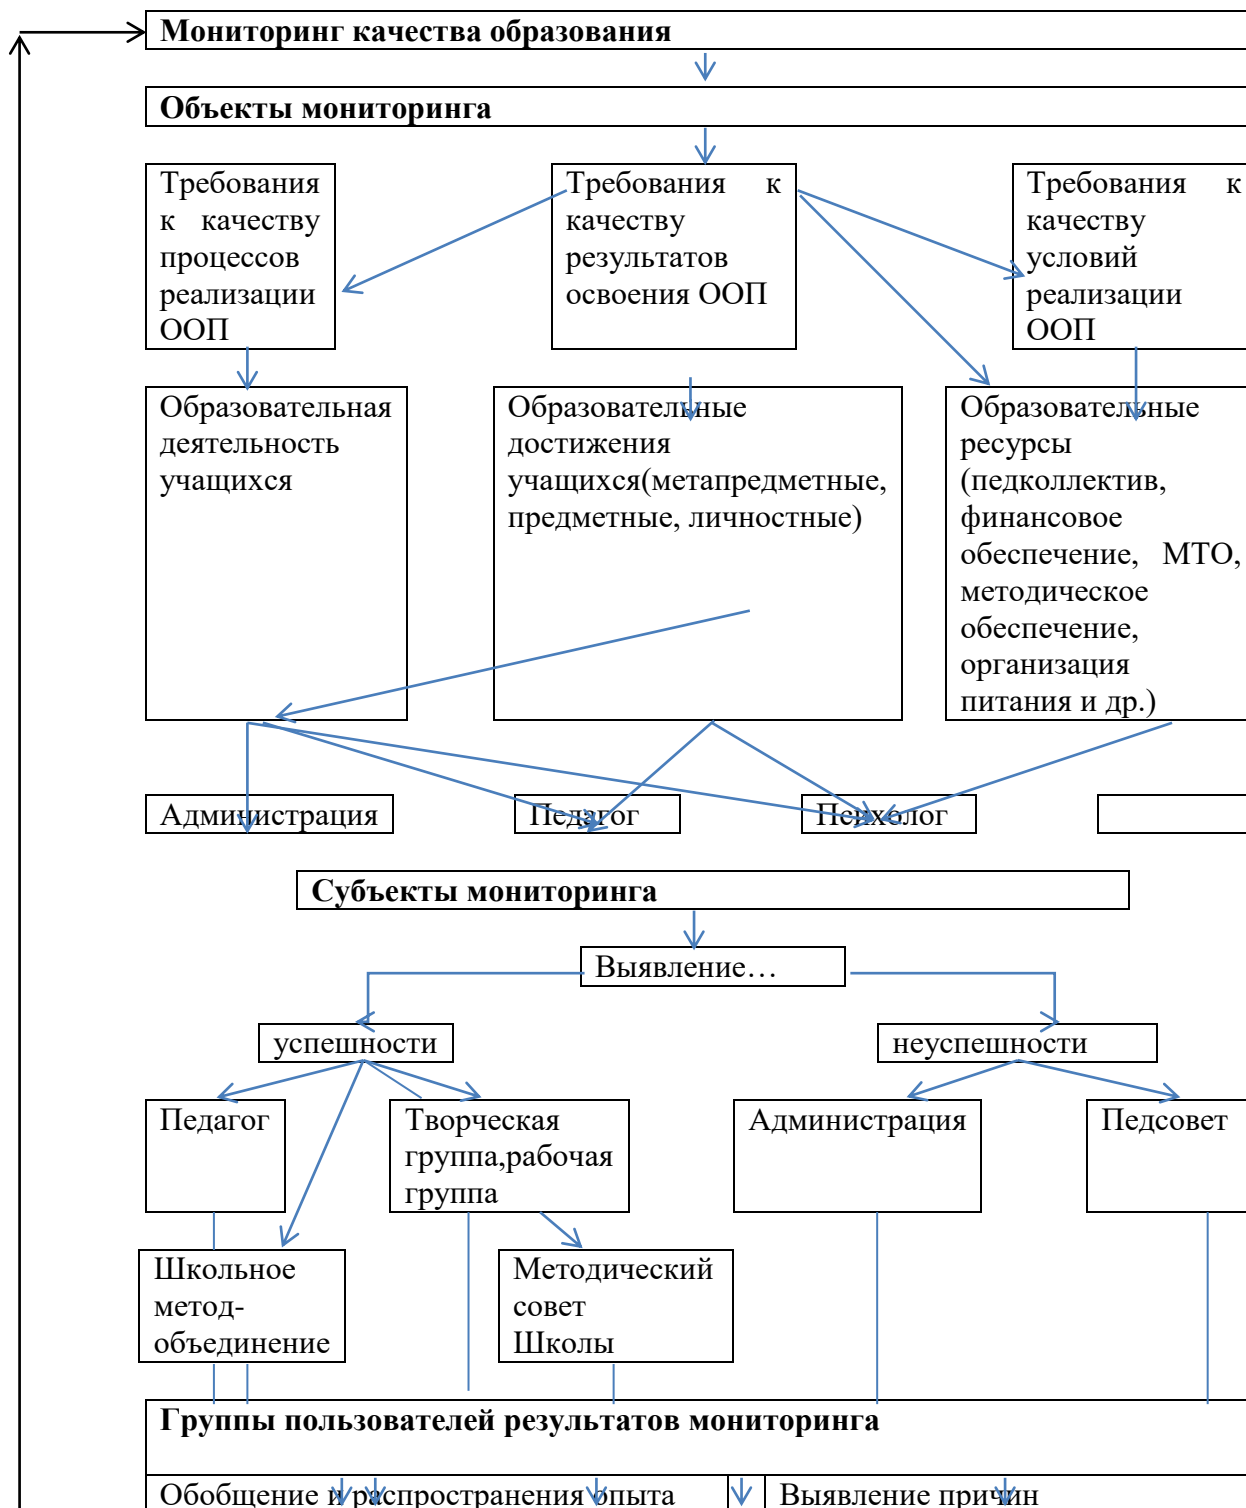 Мониторинг качества образования
Объекты мониторинга
Требования
к качеству
процессов
реализации
ООП
Требования к
качеству
результатов
освоения ООП
Требования к
качеству
условий
реализации
ООП
Образовательная
деятельность
учащихся
Образовательные
достижения
учащихся(метапредметные,
предметные, личностные)
Образовательные
ресурсы
(педколлектив,
финансовое
обеспечение, МТО,
методическое
обеспечение,
организация
питания и др.)
Администрация
Педагог
Психолог
Субъекты мониторинга
Выявление…
успешности
неуспешности
Педагог
Творческая
группа,рабочая
группа
Администрация
Педсовет
Школьное
метод-
объединение
Методический
совет
Школы
Группы пользователей результатов мониторинга
Обобщение и распространения опыта
Выявление причин